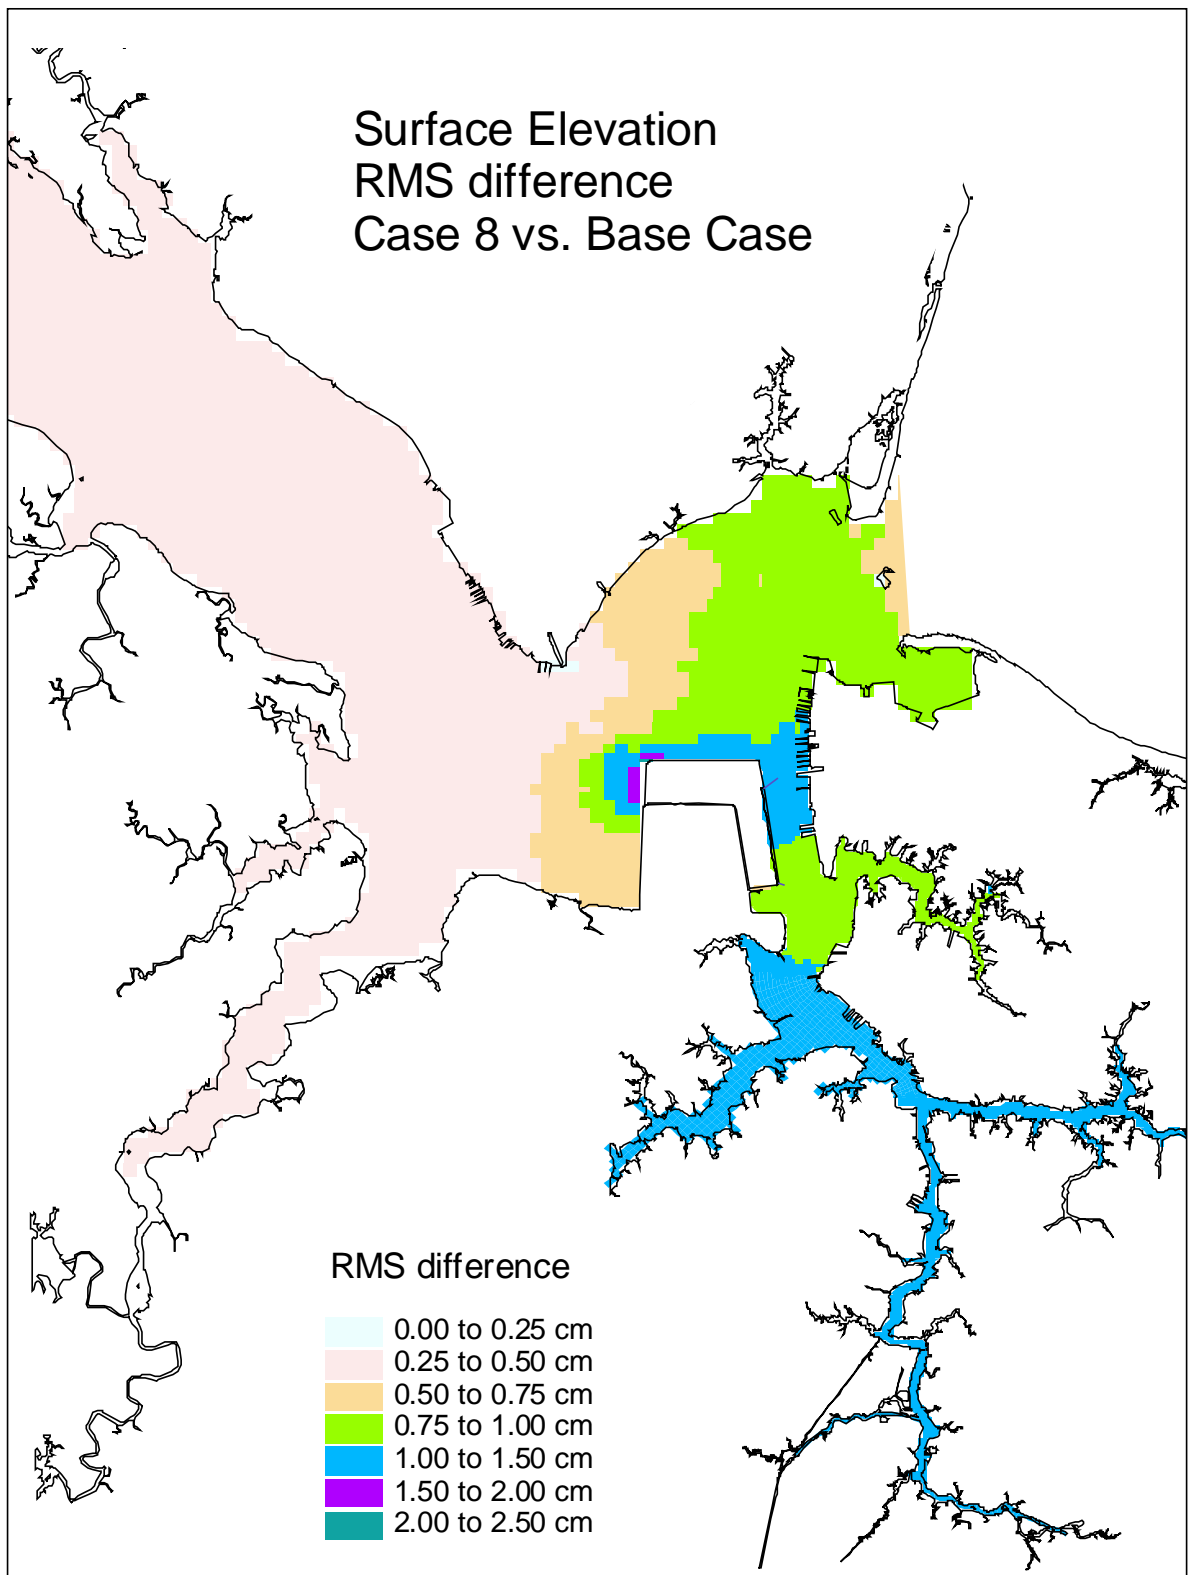 Surface Elevation
RMS difference
Case 8 vs. Base Case
RMS difference
0.00 to 0.25 cm
0.25 to 0.50 cm
0.50 to 0.75 cm
0.75 to 1.00 cm
1.00 to 1.50 cm
1.50 to 2.00 cm
2.00 to 2.50 cm